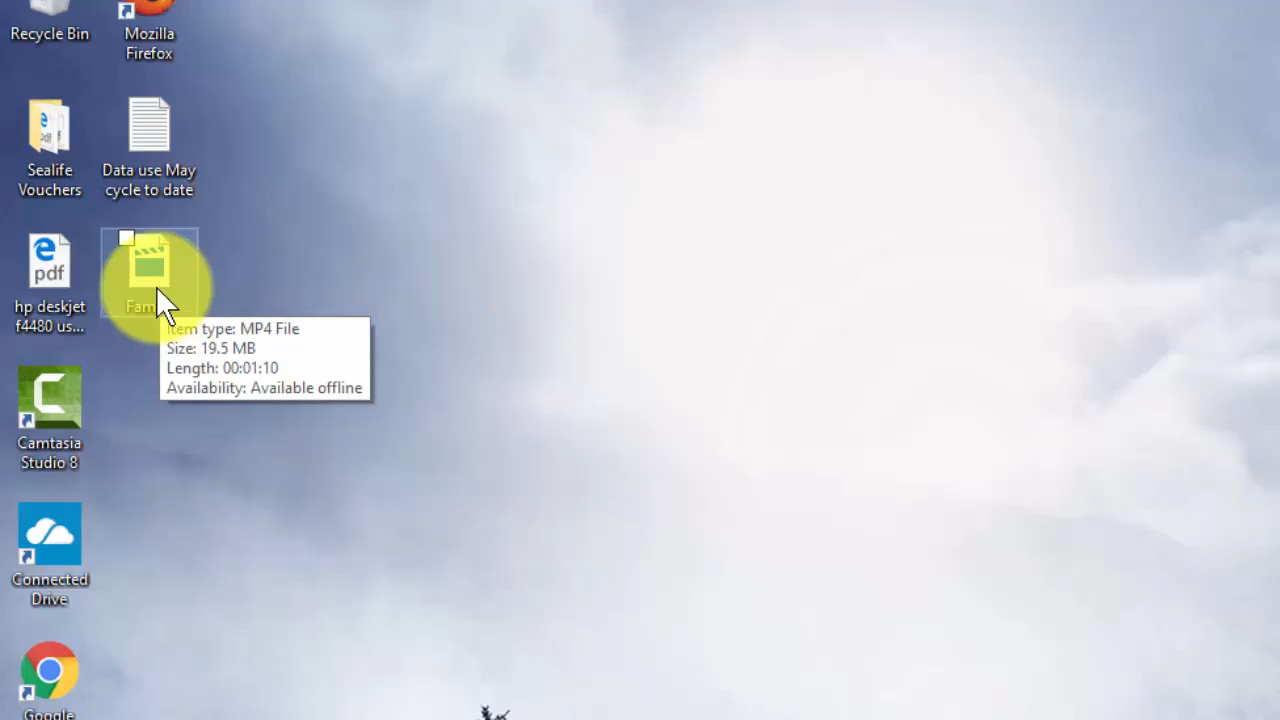 Recycle Bin
Mozilla
Firefox
Sealife
Vouchers
Data use May
cycle to date
pdf
hp deskjet
f4480 us...
Item type: MP4 File
Size: 19.5 MB
Length: 00:01:10
Availability: Available offline
Camtasia
Studio 8
Connected
Drive
Google